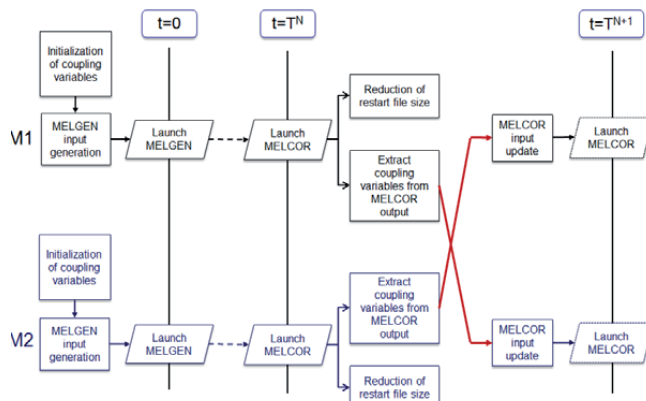 t=0
t=T^N
t=T^N+1
Initialization
of coupling
variables
Reduction of
restart file size
M1
MELGEN
input
generation
Launch
MELGEN
Launch
MELCOR
MELCOR
input
update
Launch
MELCOR
Extract
coupling
variables from
MELCOR
output
Initialization
of coupling
variables
Extract
coupling
variables from
MELCOR
output
M2
MELGEN
input
generation
Launch
MELGEN
Launch
MELCOR
MELCOR
input
update
Launch
MELCOR
Reduction of
restart file size